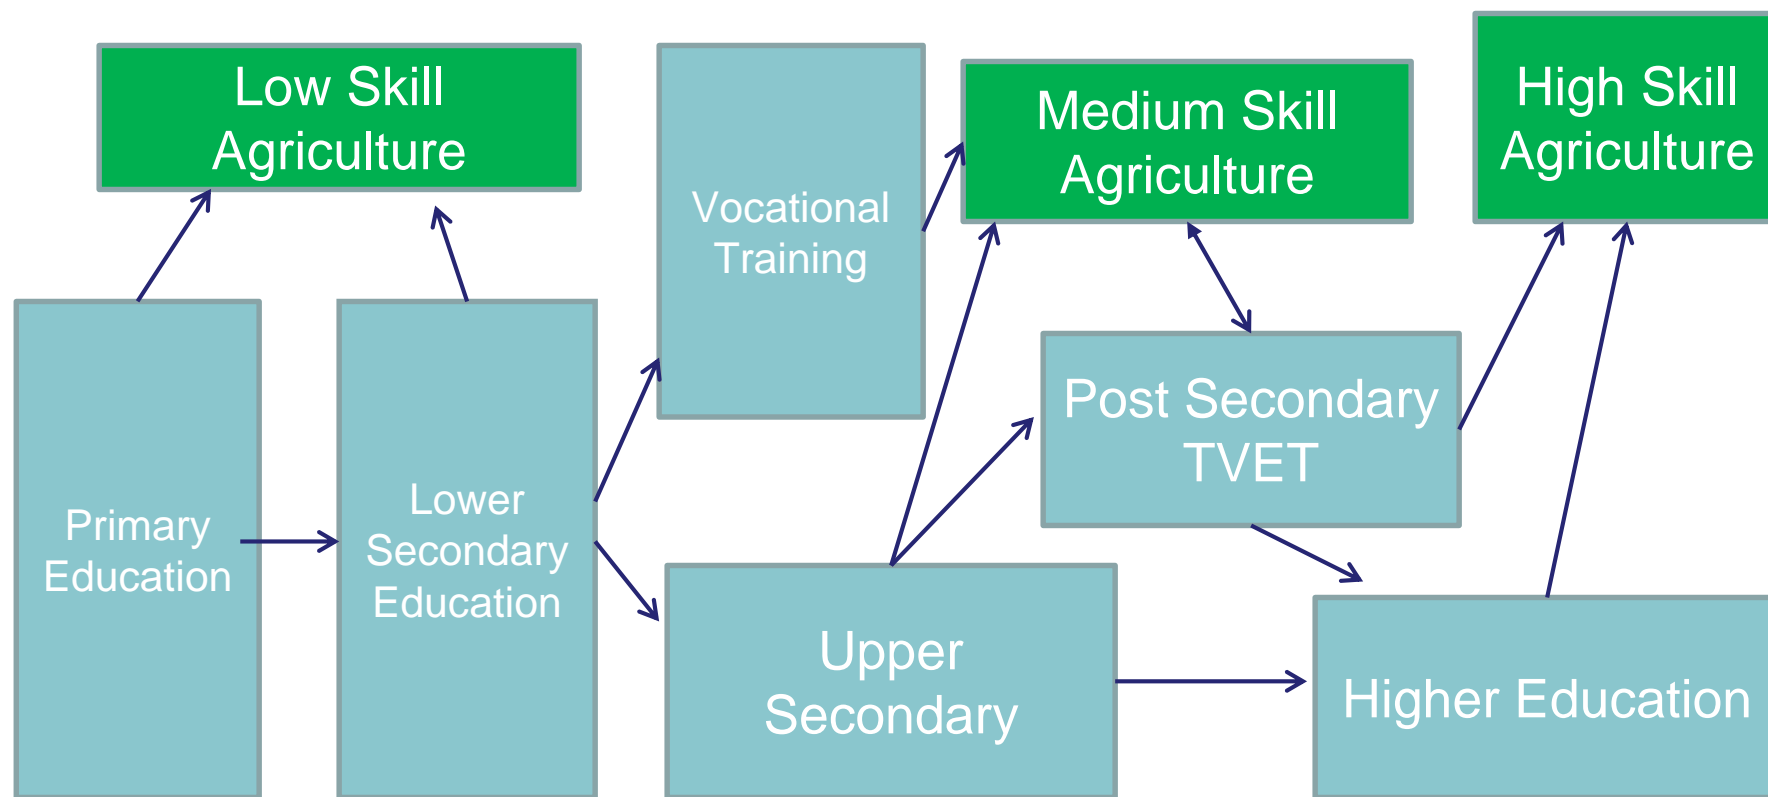 Low Skill
Agriculture
Medium Skill
Agriculture
High Skill
Agriculture
Vocational
Training
Primary
Education
Lower
Secondary
Education
Post Secondary
TVET
Upper
Secondary
Higher Education